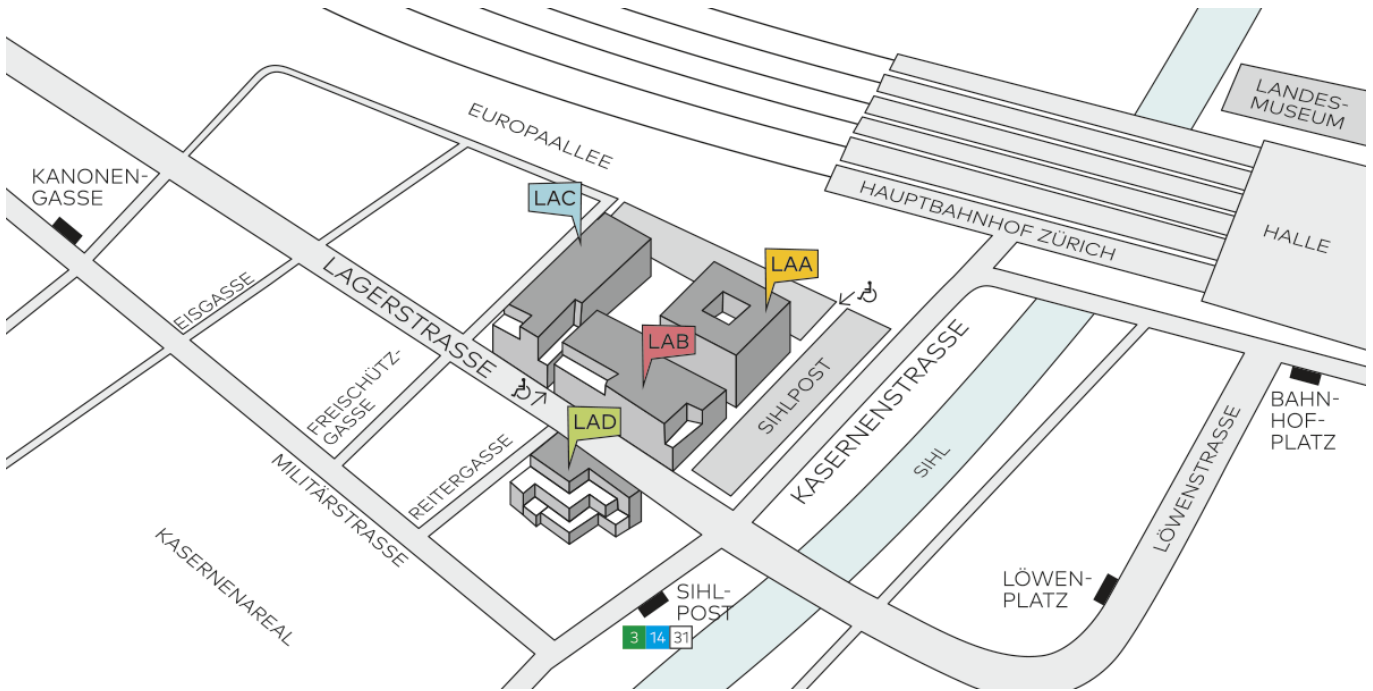 LANDES-
MUSEUM
EUROPAALLEE
KANONEN-
GASSE
LAC
HAUPTBAHNHOF ZÜRICH
HALLE
LAA
LAGERSTRASSE
EISGASSE
LAB
FREISCHÜTZ-
GASSE
SIHLPOST
KASERNENSTRASSE
LAD
SIHL
BAHN-
HOF-
PLATZ
LÖWENSTRASSE
REITERGASSE
MILITÄRSTRASSE
KASERNENAREAL
SIHL-
POST
3 14 31
LÖWEN-
PLATZ